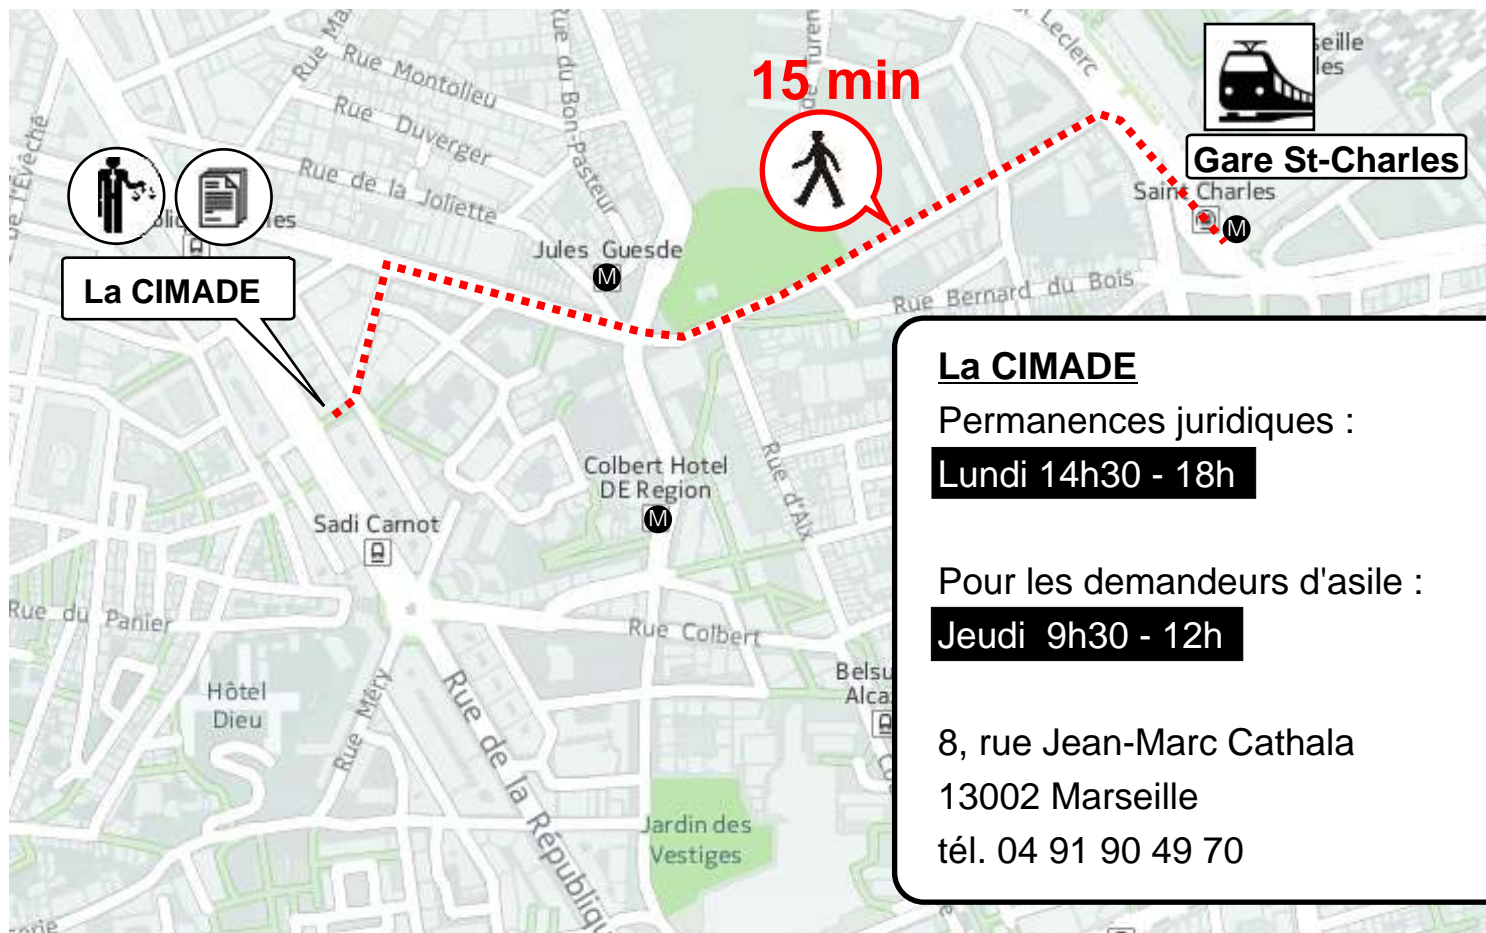 Leclerc
Rue Montolieu
15 min
Rue du Bon-Pasteur
Rue Duverger
Gare St-Charles
Rue de la Joliette
Saint Charles
M
Jules Guesde
M
La CIMADE
Rue Bernard du Bois
La CIMADE
Permanences juridiques :
Lundi 14h30 - 18h
Pour les demandeurs d'asile :
Jeudi 9h30 - 12h
8, rue Jean-Marc Cathala
13002 Marseille
tél. 04 91 90 49 70
Rue d'Aix
Colbert Hotel
DE Region
M
Sadi Carnot
Rue du Panier
Rue Colbert
Hôtel
Dieu
Rue Méry
Rue de la République
Jardin des
Vestiges